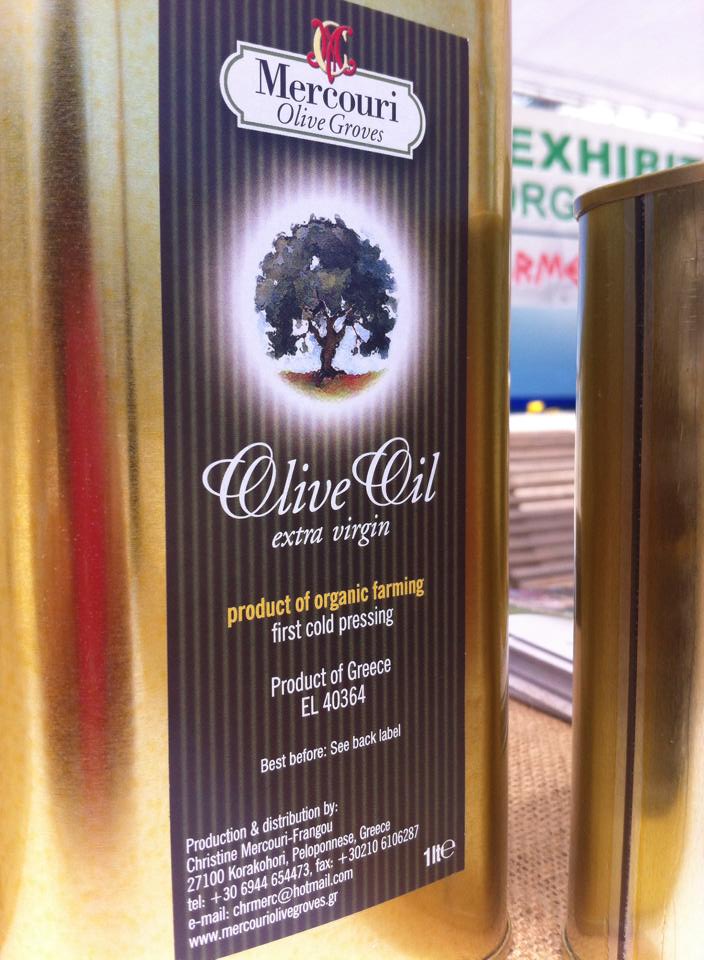 Mercouri
Olive Groves
Olive Oil
extra virgin
product of organic farming
first cold pressing
Product of Greece
EL 40364
Best before: See back label
Production & distribution by:
Christine Mercouri-Frangou
27100 Korakohori, Peloponnese, Greece
tel: +30 6944 654473, fax: +30210 6106287
e-mail: chrmerc@hotmail.com
www.mercouriolivegroves.gr
1lt e
EXHIBIT
ORG